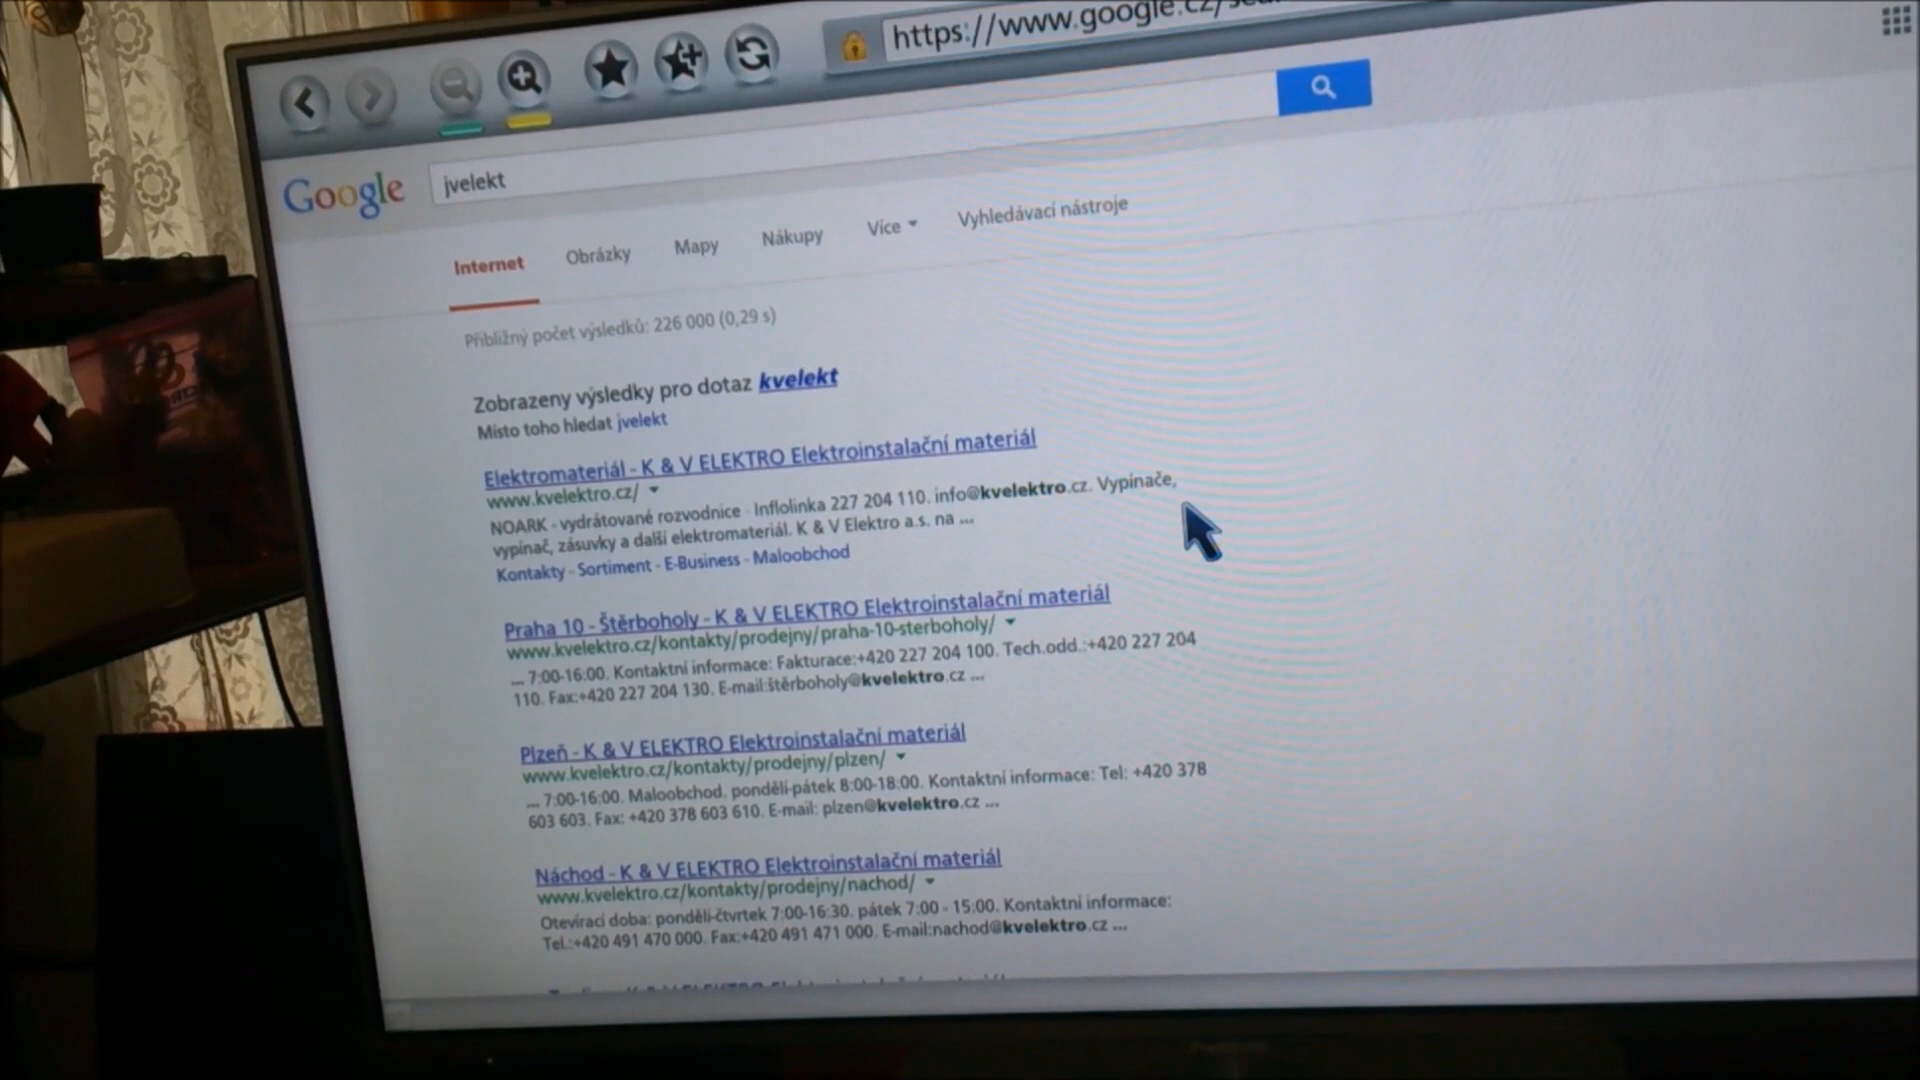 https://www.google.cz/
Google
jvelekt
Internet Obrázky Mapy Nákupy Více Vyhledávací nástroje
Přibližný počet výsledků: 226 000 (0,29 s)
Zobrazeny výsledky pro dotaz kvelekt
Místo toho hledat jvelekt
Elektromateriál - K & V ELEKTRO Elektroinstalační materiál
www.kvelektro.cz/
NOARK - vydrátované rozvodnice · Inflolinka 227 204 110. info@kvelektro.cz. Vypínače,
vypínač, zásuvky a další elektromateriál. K & V Elektro a.s. na ...
Kontakty - Sortiment - E-Business - Maloobchod
Praha 10 - Štěrboholy - K & V ELEKTRO Elektroinstalační materiál
www.kvelektro.cz/kontakty/prodejny/praha-10-sterboholy/
... 7:00-16:00. Kontaktní informace: Fakturace:+420 227 204 100. Tech.odd.:+420 227 204
110. Fax:+420 227 204 130. E-mail:štěrboholy@kvelektro.cz ...
Plzeň - K & V ELEKTRO Elektroinstalační materiál
www.kvelektro.cz/kontakty/prodejny/plzen/
... 7:00-16:00. Maloobchod. pondělí-pátek 8:00-18:00. Kontaktní informace: Tel: +420 378
603 603. Fax: +420 378 603 610. E-mail: plzen@kvelektro.cz ...
Náchod - K & V ELEKTRO Elektroinstalační materiál
www.kvelektro.cz/kontakty/prodejny/nachod/
Otevírací doba: pondělí-čtvrtek 7:00-16:30. pátek 7:00 - 15:00. Kontaktní informace:
Tel.:+420 491 470 000. Fax:+420 491 471 000. E-mail:nachod@kvelektro.cz ...